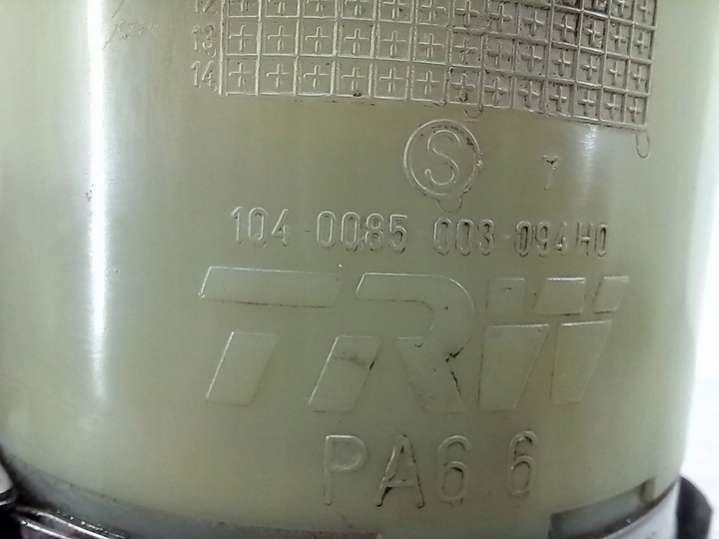 12
13 + + + + + + + + + + +
14 + + + + + + + + + + +
S
104 0085 003 094H0
TRW
PA6 6